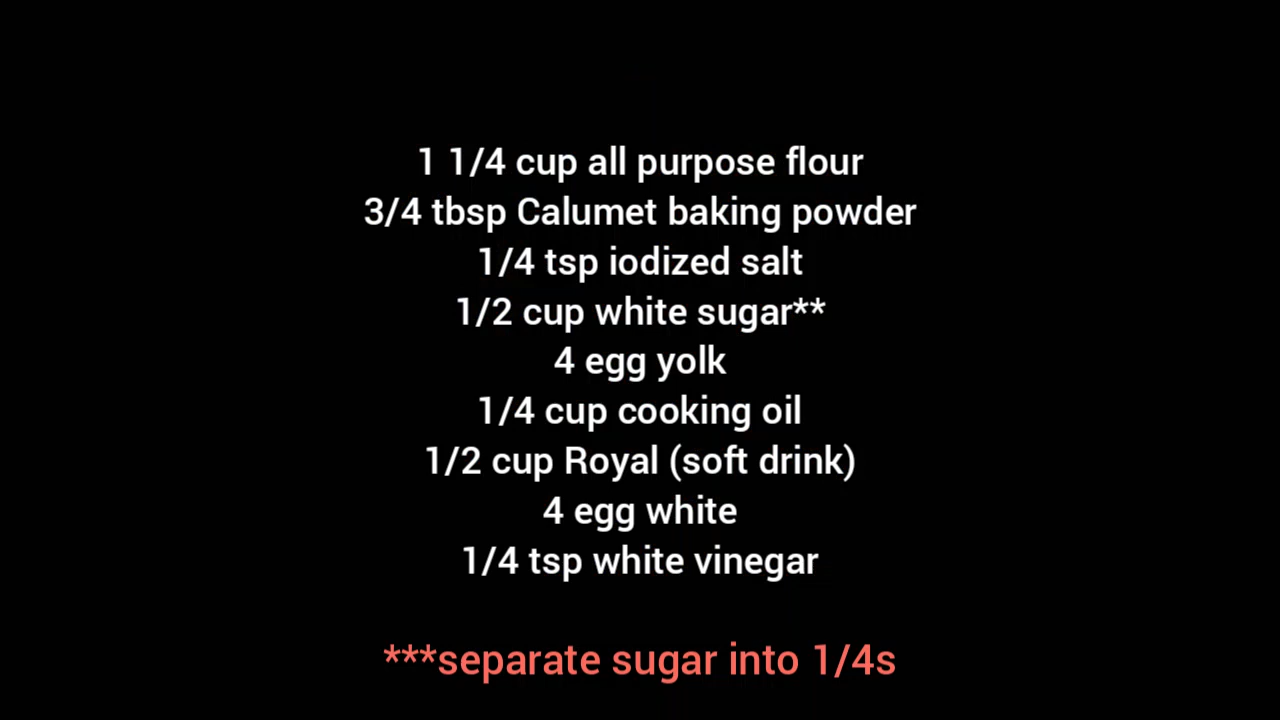 1 1/4 cup all purpose flour
3/4 tbsp Calumet baking powder
1/4 tsp iodized salt
1/2 cup white sugar**
4 egg yolk
1/4 cup cooking oil
1/2 cup Royal (soft drink)
4 egg white
1/4 tsp white vinegar
***separate sugar into 1/4s